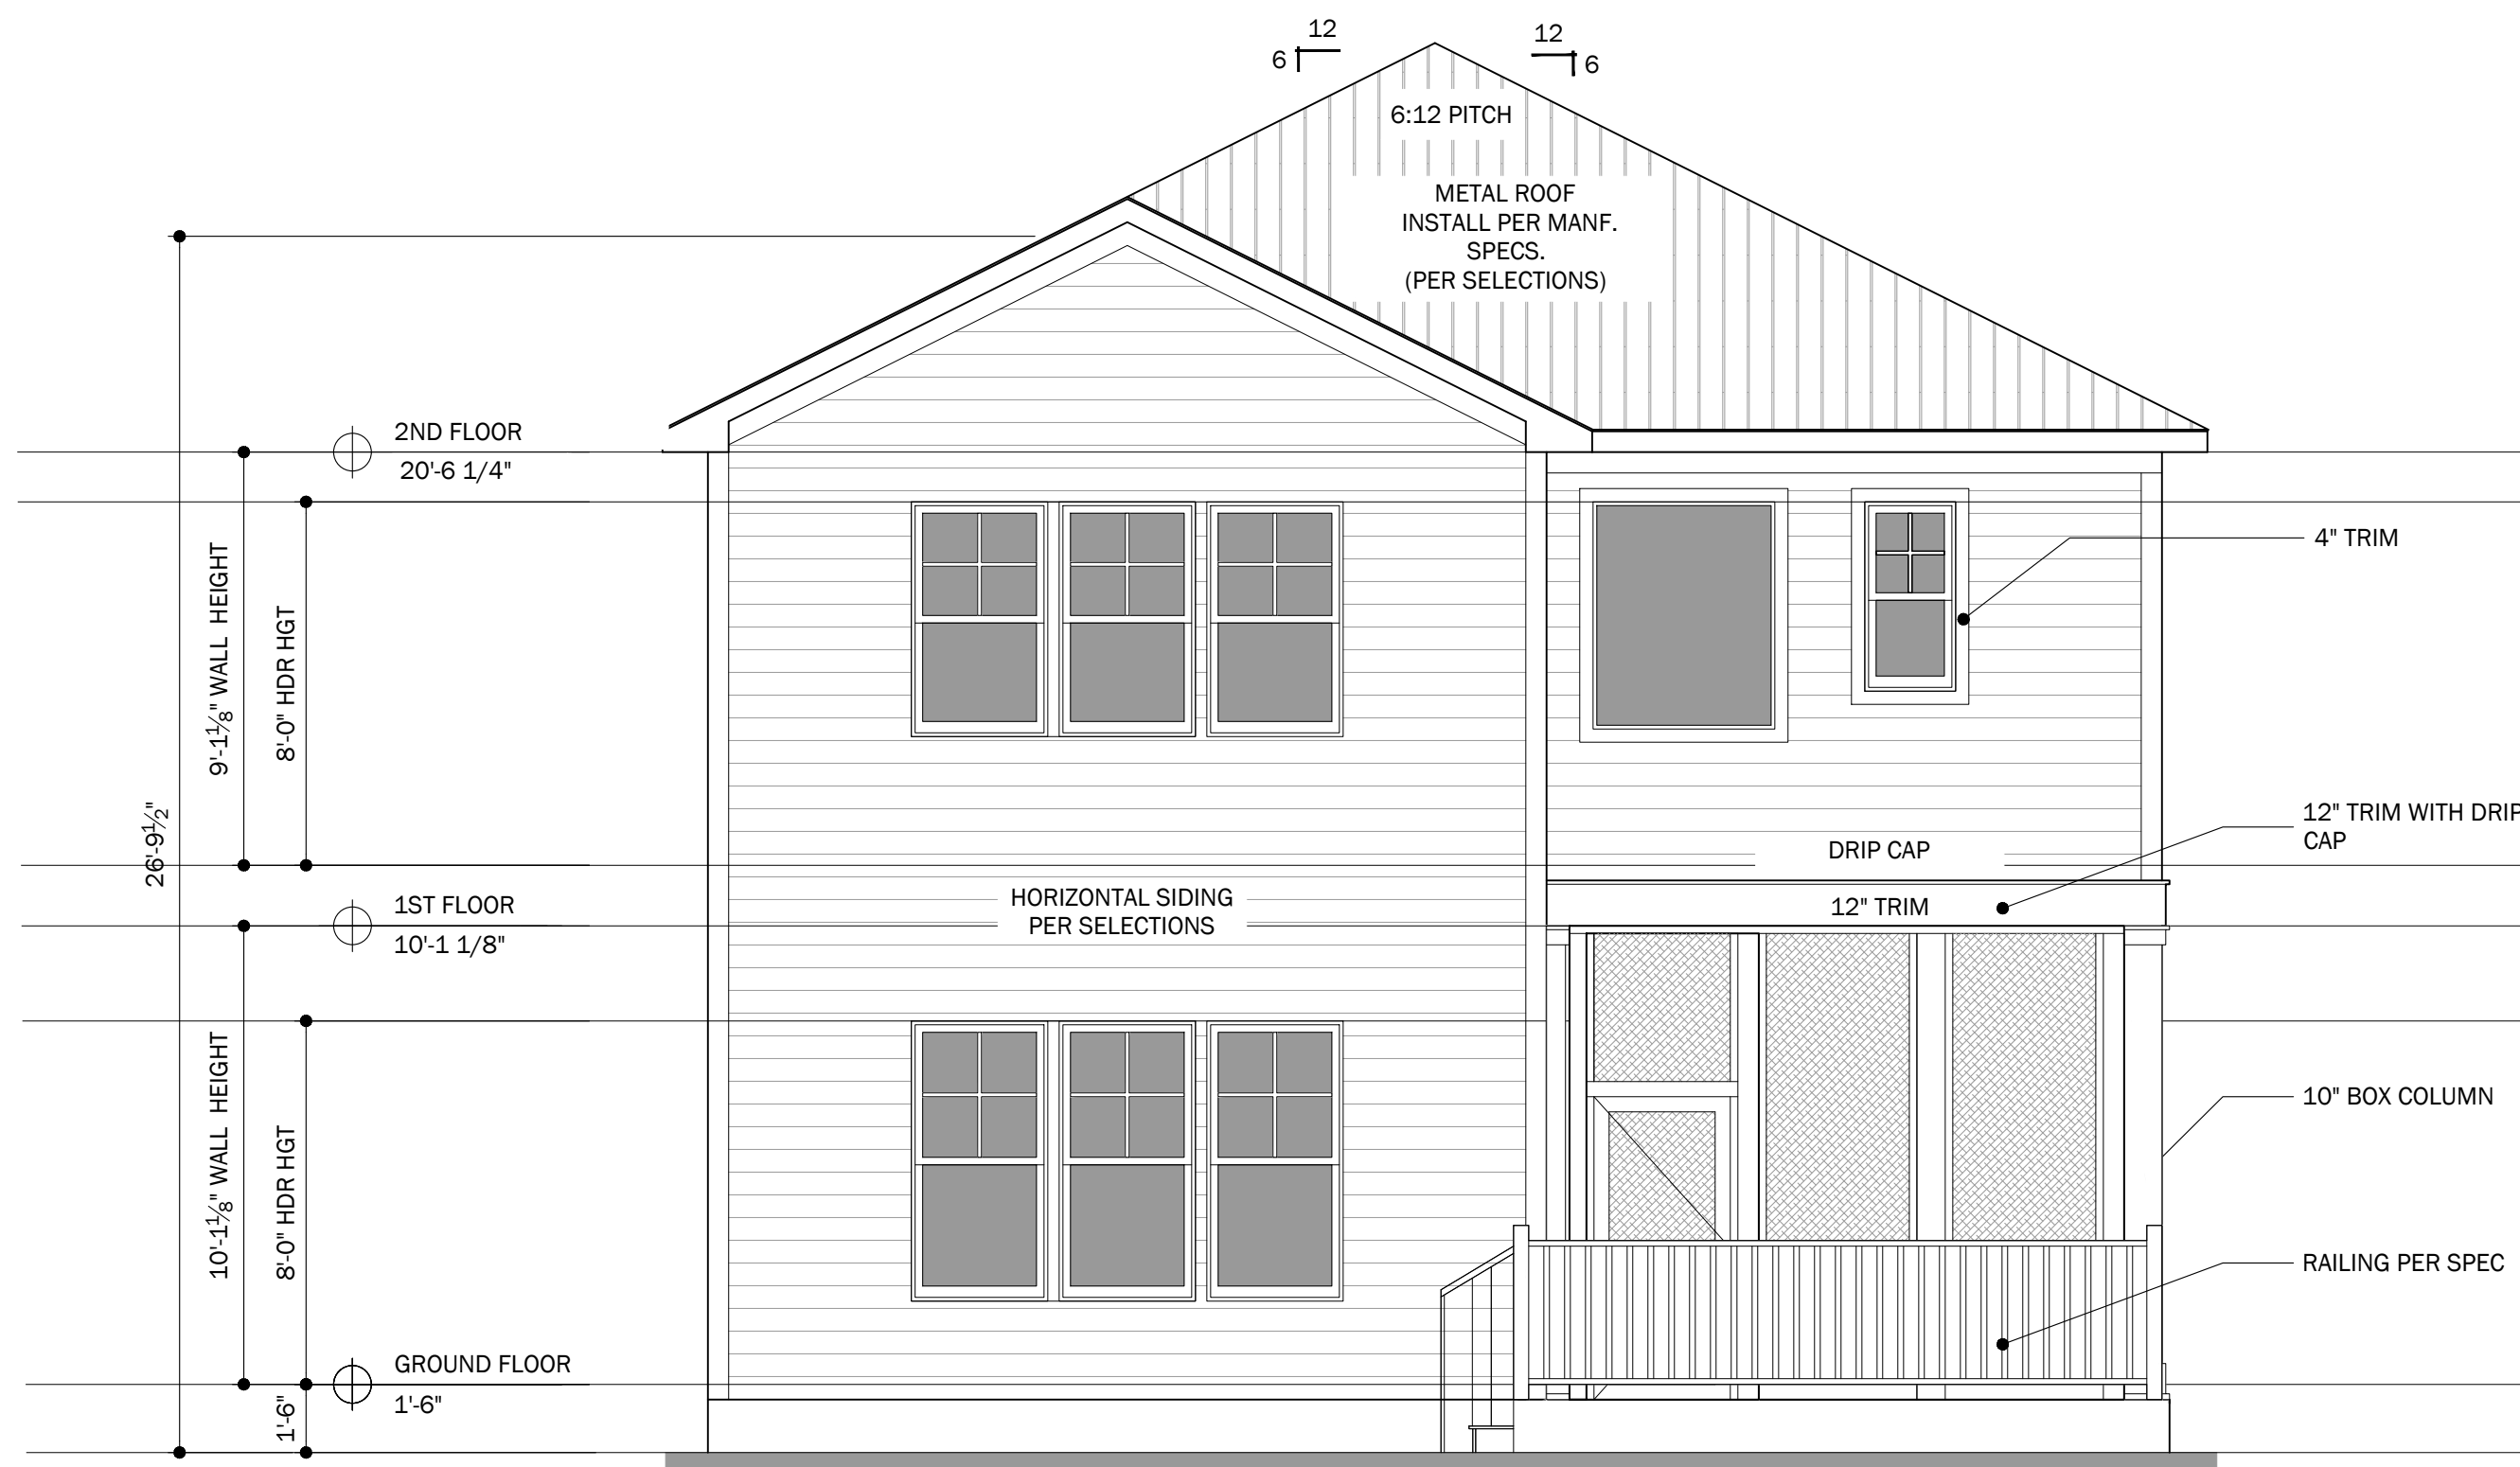 12
6
12
6
6:12 PITCH
METAL ROOF
INSTALL PER MANF.
SPECS.
(PER SELECTIONS)
2ND FLOOR
20'-6 1/4"
9'-1⅛" WALL HEIGHT
8'-0" HDR HGT
4" TRIM
26'-9½"
12" TRIM WITH DRIP
CAP
DRIP CAP
12" TRIM
HORIZONTAL SIDING
PER SELECTIONS
1ST FLOOR
10'-1 1/8"
10'-1⅛" WALL HEIGHT
8'-0" HDR HGT
10" BOX COLUMN
RAILING PER SPEC
GROUND FLOOR
1'-6"
1'-6"